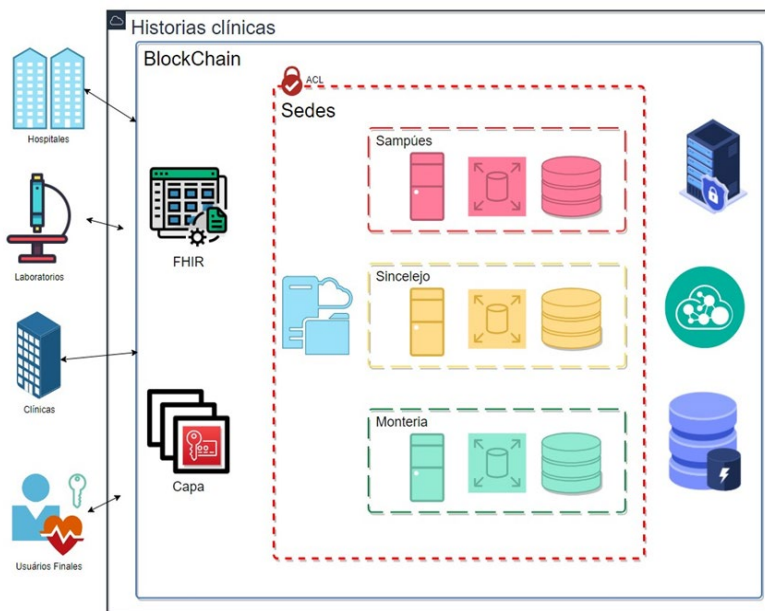 Historias clínicas
BlockChain
ACL
Sedes
Hospitales
Sampúes
FHIR
Laboratorios
Sincelejo
Clínicas
Monteria
Capa
Usuários Finales